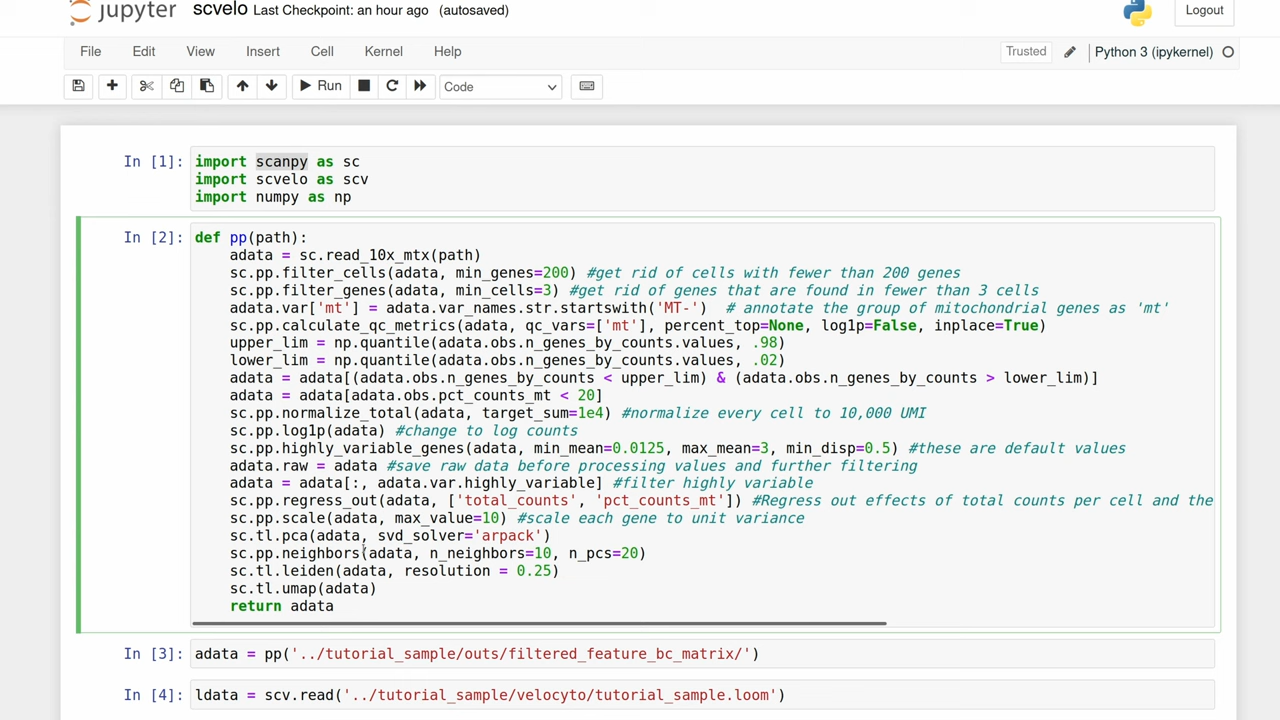 jupyter scvelo Last Checkpoint: an hour ago (autosaved) Logout
File Edit View Insert Cell Kernel Help Trusted Python 3 (ipykernel)
Run Code
In [1]: import scanpy as sc
import scvelo as scv
import numpy as np
In [2]: def pp(path):
adata = sc.read_10x_mtx(path)
sc.pp.filter_cells(adata, min_genes=200) #get rid of cells with fewer than 200 genes
sc.pp.filter_genes(adata, min_cells=3) #get rid of genes that are found in fewer than 3 cells
adata.var['mt'] = adata.var_names.str.startswith('MT-')  # annotate the group of mitochondrial genes as 'mt'
sc.pp.calculate_qc_metrics(adata, qc_vars=['mt'], percent_top=None, log1p=False, inplace=True)
upper_lim = np.quantile(adata.obs.n_genes_by_counts.values, .98)
lower_lim = np.quantile(adata.obs.n_genes_by_counts.values, .02)
adata = adata[(adata.obs.n_genes_by_counts < upper_lim) & (adata.obs.n_genes_by_counts > lower_lim)]
adata = adata[adata.obs.pct_counts_mt < 20]
sc.pp.normalize_total(adata, target_sum=1e4) #normalize every cell to 10,000 UMI
sc.pp.log1p(adata) #change to log counts
sc.pp.highly_variable_genes(adata, min_mean=0.0125, max_mean=3, min_disp=0.5) #these are default values
adata.raw = adata #save raw data before processing values and further filtering
adata = adata[:, adata.var.highly_variable] #filter highly variable
sc.pp.regress_out(adata, ['total_counts', 'pct_counts_mt']) #Regress out effects of total counts per cell and the
sc.pp.scale(adata, max_value=10) #scale each gene to unit variance
sc.tl.pca(adata, svd_solver='arpack')
sc.pp.neighbors(adata, n_neighbors=10, n_pcs=20)
sc.tl.leiden(adata, resolution = 0.25)
sc.tl.umap(adata)
return adata
In [3]: adata = pp('../tutorial_sample/outs/filtered_feature_bc_matrix/')
In [4]: ldata = scv.read('../tutorial_sample/velocyto/tutorial_sample.loom')